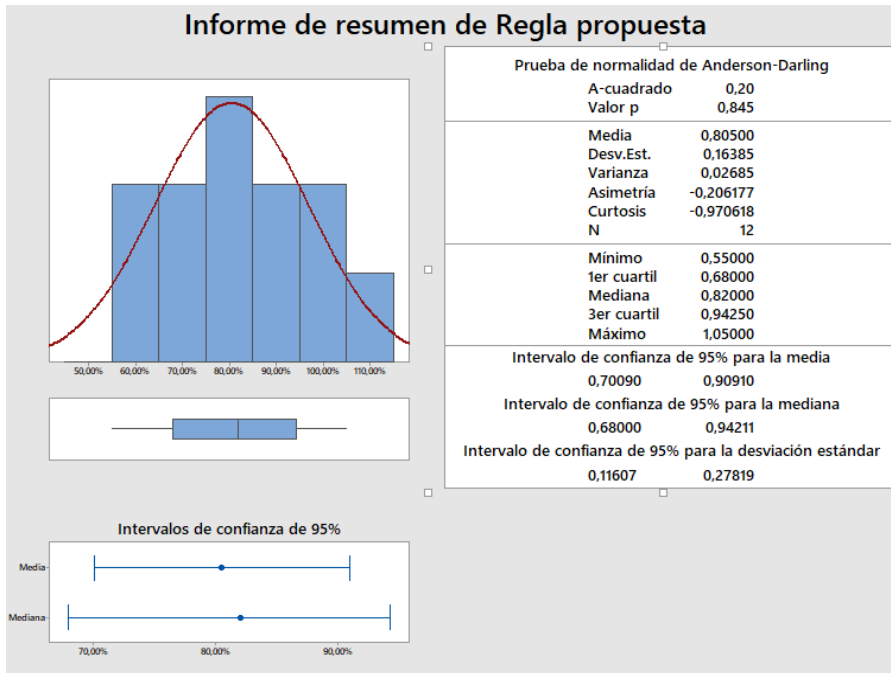 Informe de resumen de Regla propuesta
50,00% 60,00% 70,00% 80,00% 90,00% 100,00% 110,00%
Prueba de normalidad de Anderson-Darling
A-cuadrado 0,20
Valor p 0,845
Media 0,80500
Desv.Est. 0,16385
Varianza 0,02685
Asimetría -0,206177
Curtosis -0,970618
N 12
Mínimo 0,55000
1er cuartil 0,68000
Mediana 0,82000
3er cuartil 0,94250
Máximo 1,05000
Intervalo de confianza de 95% para la media
0,70090 0,90910
Intervalo de confianza de 95% para la mediana
0,68000 0,94211
Intervalo de confianza de 95% para la desviación estándar
0,11607 0,27819
Intervalos de confianza de 95%
Media
Mediana
70,00% 80,00% 90,00%